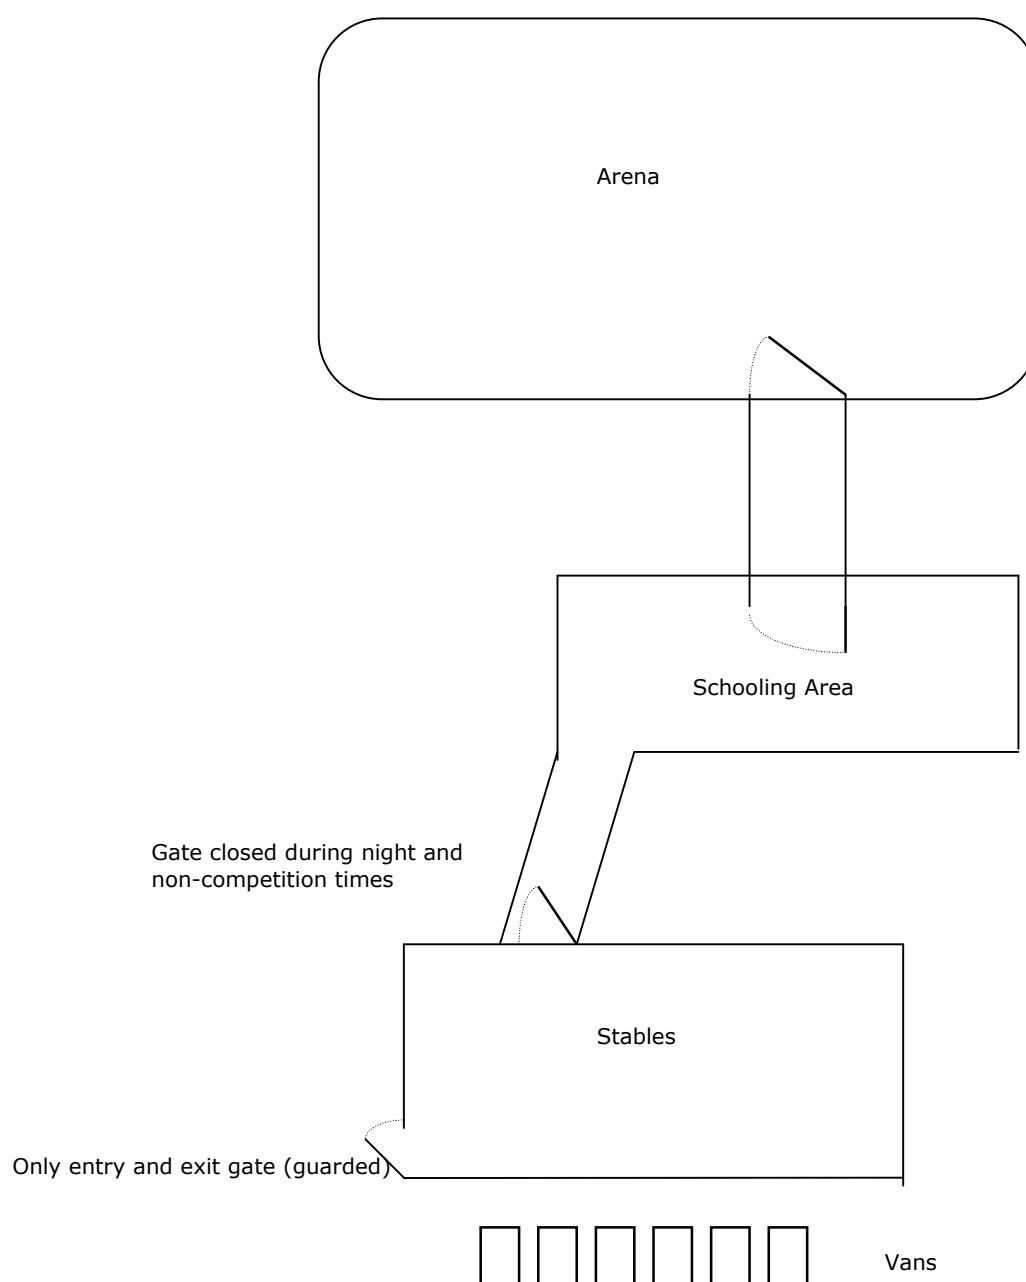 Arena
Schooling Area
Gate closed during night and
non-competition times
Stables
Only entry and exit gate (guarded)
Vans